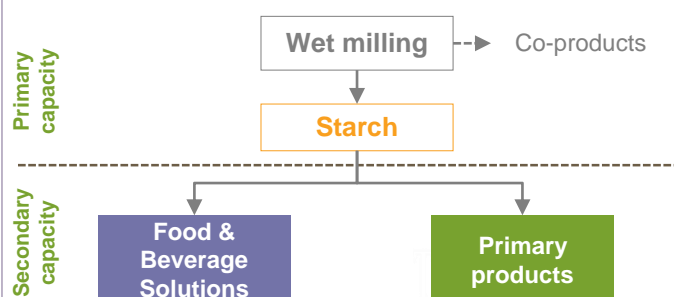 Primary
capacity
Wet milling
Co-products
Starch
Secondary
capacity
Food &
Beverage
Solutions
Primary
products